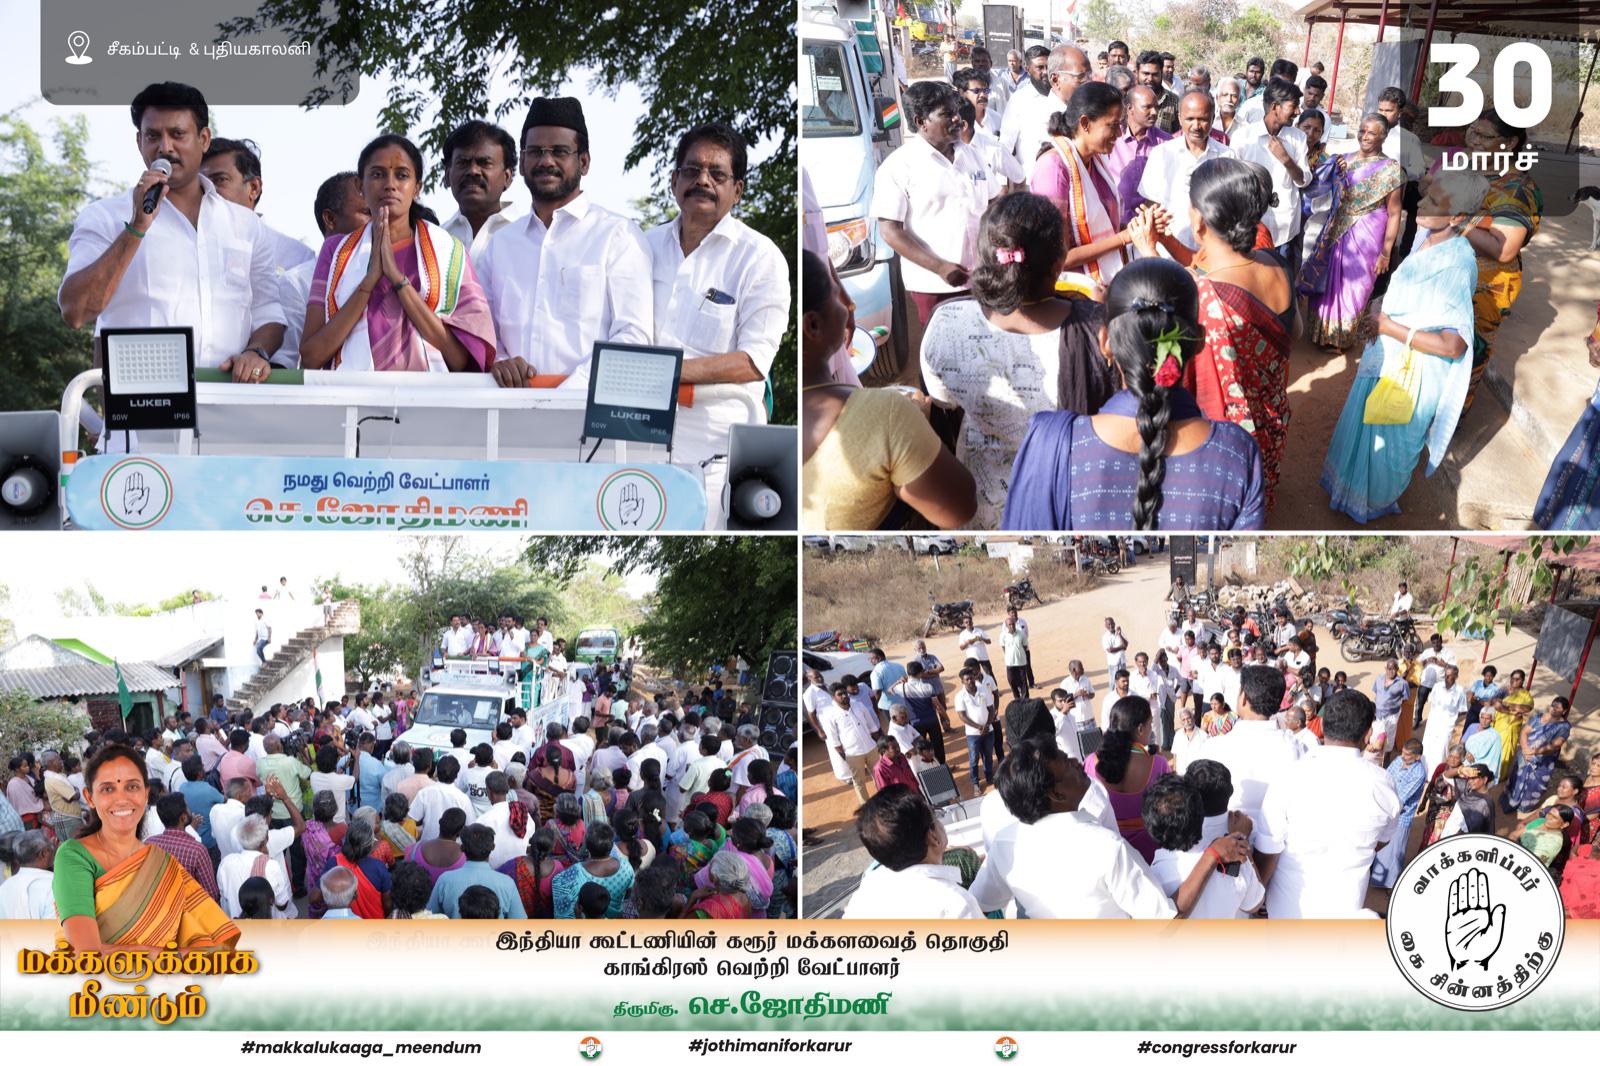 சீகம்பட்டி & புதியகாலனி
30
மார்ச்
LUKER
50W IP66
LUKER
50W IP66
நமது வெற்றி வேட்பாளர்
செ.ஜோதிமணி
மக்களுக்காக
மீண்டும்
இந்தியா கூட்டணியின் கரூர் மக்களவைத் தொகுதி
காங்கிரஸ் வெற்றி வேட்பாளர்
திருமிகு. செ.ஜோதிமணி
வாக்களிப்பீர்
கை சின்னத்திற்கு
#makkalukaaga_meendum
#jothimaniforkarur
#congressforkarur